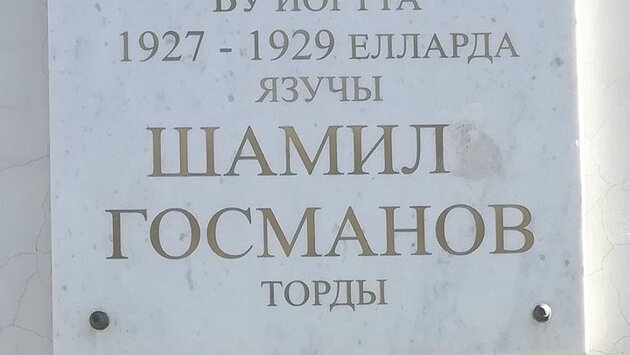 БУ ЙОРТТА
1927 - 1929 ЕЛЛАРДА
ЯЗУЧЫ
ШАМИЛ
ГОСМАНОВ
ТОРДЫ